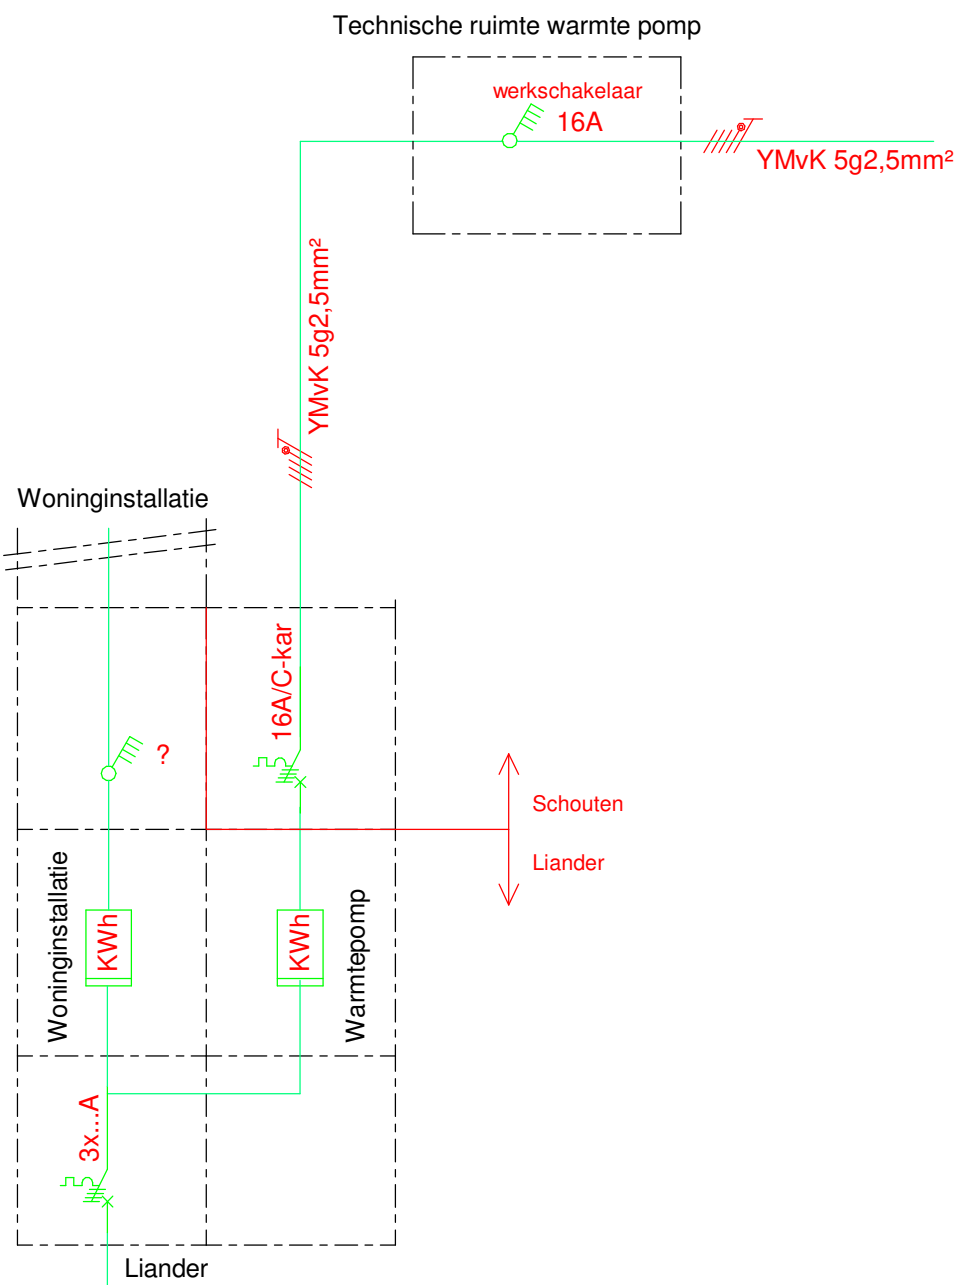 Technische ruimte warmte pomp
werkschakelaar
16A
YMvK 5g2,5mm²
YMvK 5g2,5mm²
Woninginstallatie
16A/C-kar
?
Schouten
Liander
Woninginstallatie
KWh
KWh
Warmtepomp
3x...A
Liander